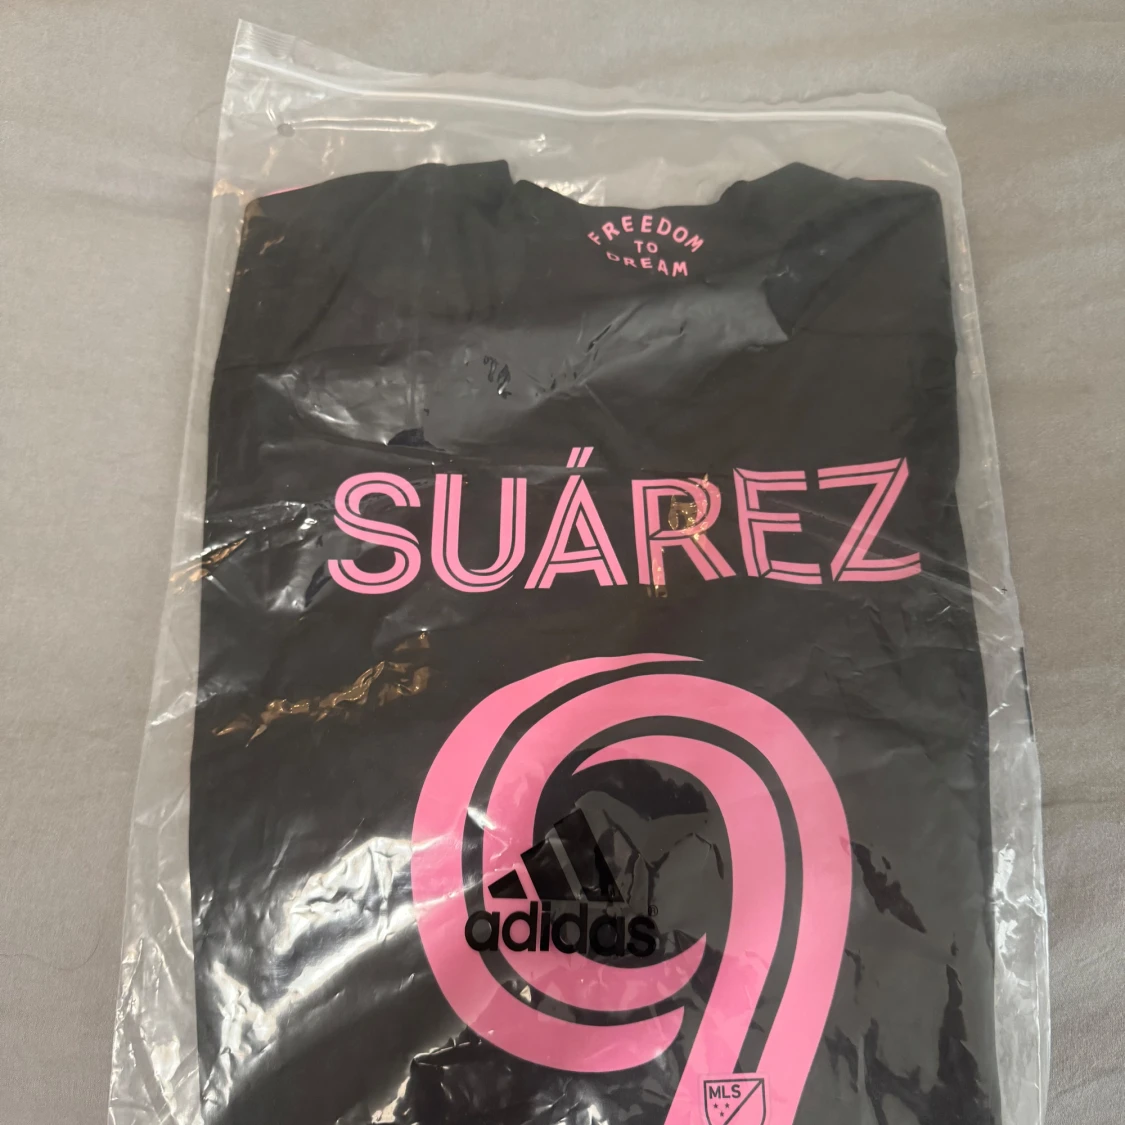 FREEDOM
TO
DREAM
SUÁREZ
9
adidas
MLS